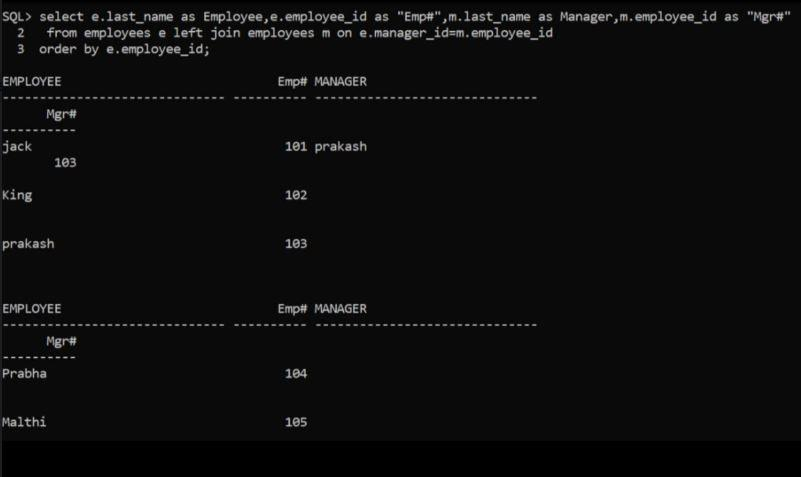 SQL> select e.last_name as Employee,e.employee_id as "Emp#",m.last_name as Manager,m.employee_id as "Mgr#"
  2   from employees e left join employees m on e.manager_id=m.employee_id
  3  order by e.employee_id;
EMPLOYEE                             Emp# MANAGER
------------------------------ ---------- ------------------------------
      Mgr#
----------
jack                                  101 prakash
       103
King                                  102
prakash                               103
EMPLOYEE                             Emp# MANAGER
------------------------------ ---------- ------------------------------
      Mgr#
----------
Prabha                                104
Malthi                                105